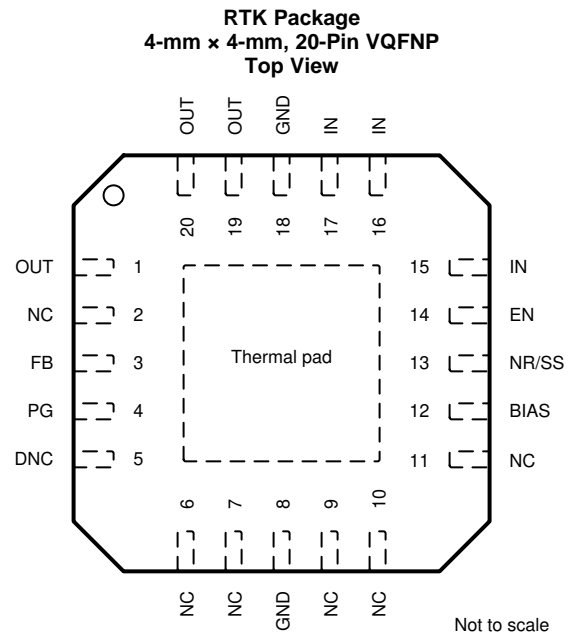 RTK Package
4-mm × 4-mm, 20-Pin VQFNP
Top View
OUT
OUT
GND
IN
IN
20
19
18
17
16
OUT 1
15 IN
NC 2
14 EN
FB 3
Thermal pad
13 NR/SS
PG 4
12 BIAS
DNC 5
11 NC
6
7
8
9
10
NC
NC
GND
NC
NC
Not to scale